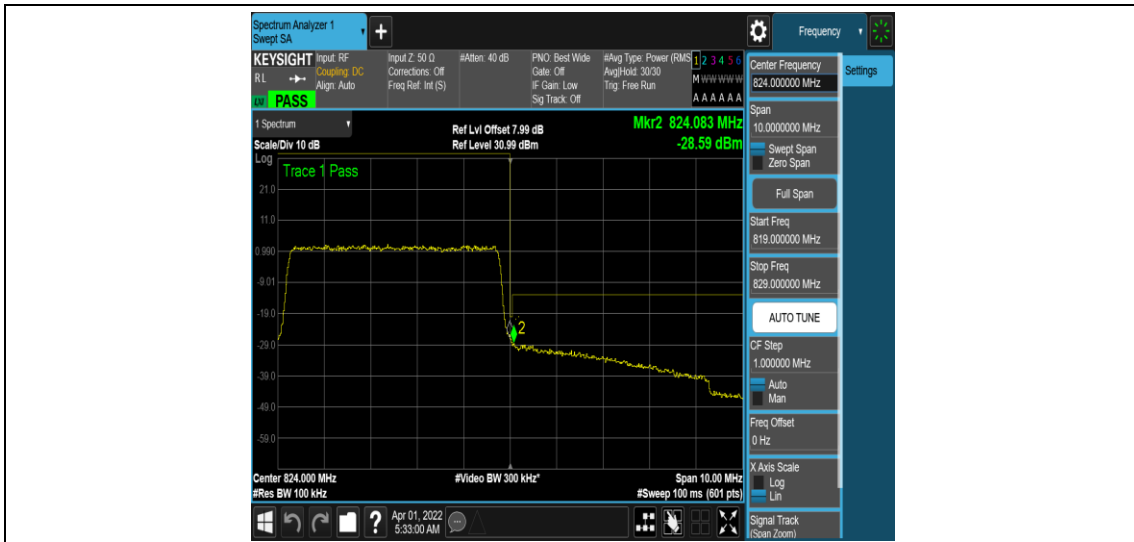 Spectrum Analyzer 1
Swept SA
Frequency
KEYSIGHT
RL
LXI
PASS
Input: RF
Coupling: DC
Align: Auto
Input Z: 50 Ω
Corrections: Off
Freq Ref: Int (S)
#Atten: 40 dB
PNO: Best Wide
Gate: Off
IF Gain: Low
Sig Track: Off
#Avg Type: Power (RMS
Avg|Hold: 30/30
Trig: Free Run
1 2 3 4 5 6
M W W W W W
A A A A A A
1 Spectrum
Scale/Div 10 dB
Ref Lvl Offset 7.99 dB
Ref Level 30.99 dBm
Mkr2 824.083 MHz
-28.59 dBm
Log
Trace 1 Pass
21.0
11.0
0.990
-9.01
-19.0
2
-29.0
-39.0
-49.0
-59.0
Center 824.000 MHz
#Res BW 100 kHz
#Video BW 300 kHz*
Span 10.00 MHz
#Sweep 100 ms (601 pts)
Apr 01, 2022
5:33:00 AM
Center Frequency
824.000000 MHz
Settings
Span
10.0000000 MHz
Swept Span
Zero Span
Full Span
Start Freq
819.000000 MHz
Stop Freq
829.000000 MHz
AUTO TUNE
CF Step
1.000000 MHz
Auto
Man
Freq Offset
0 Hz
X Axis Scale
Log
Lin
Signal Track
(Span Zoom)